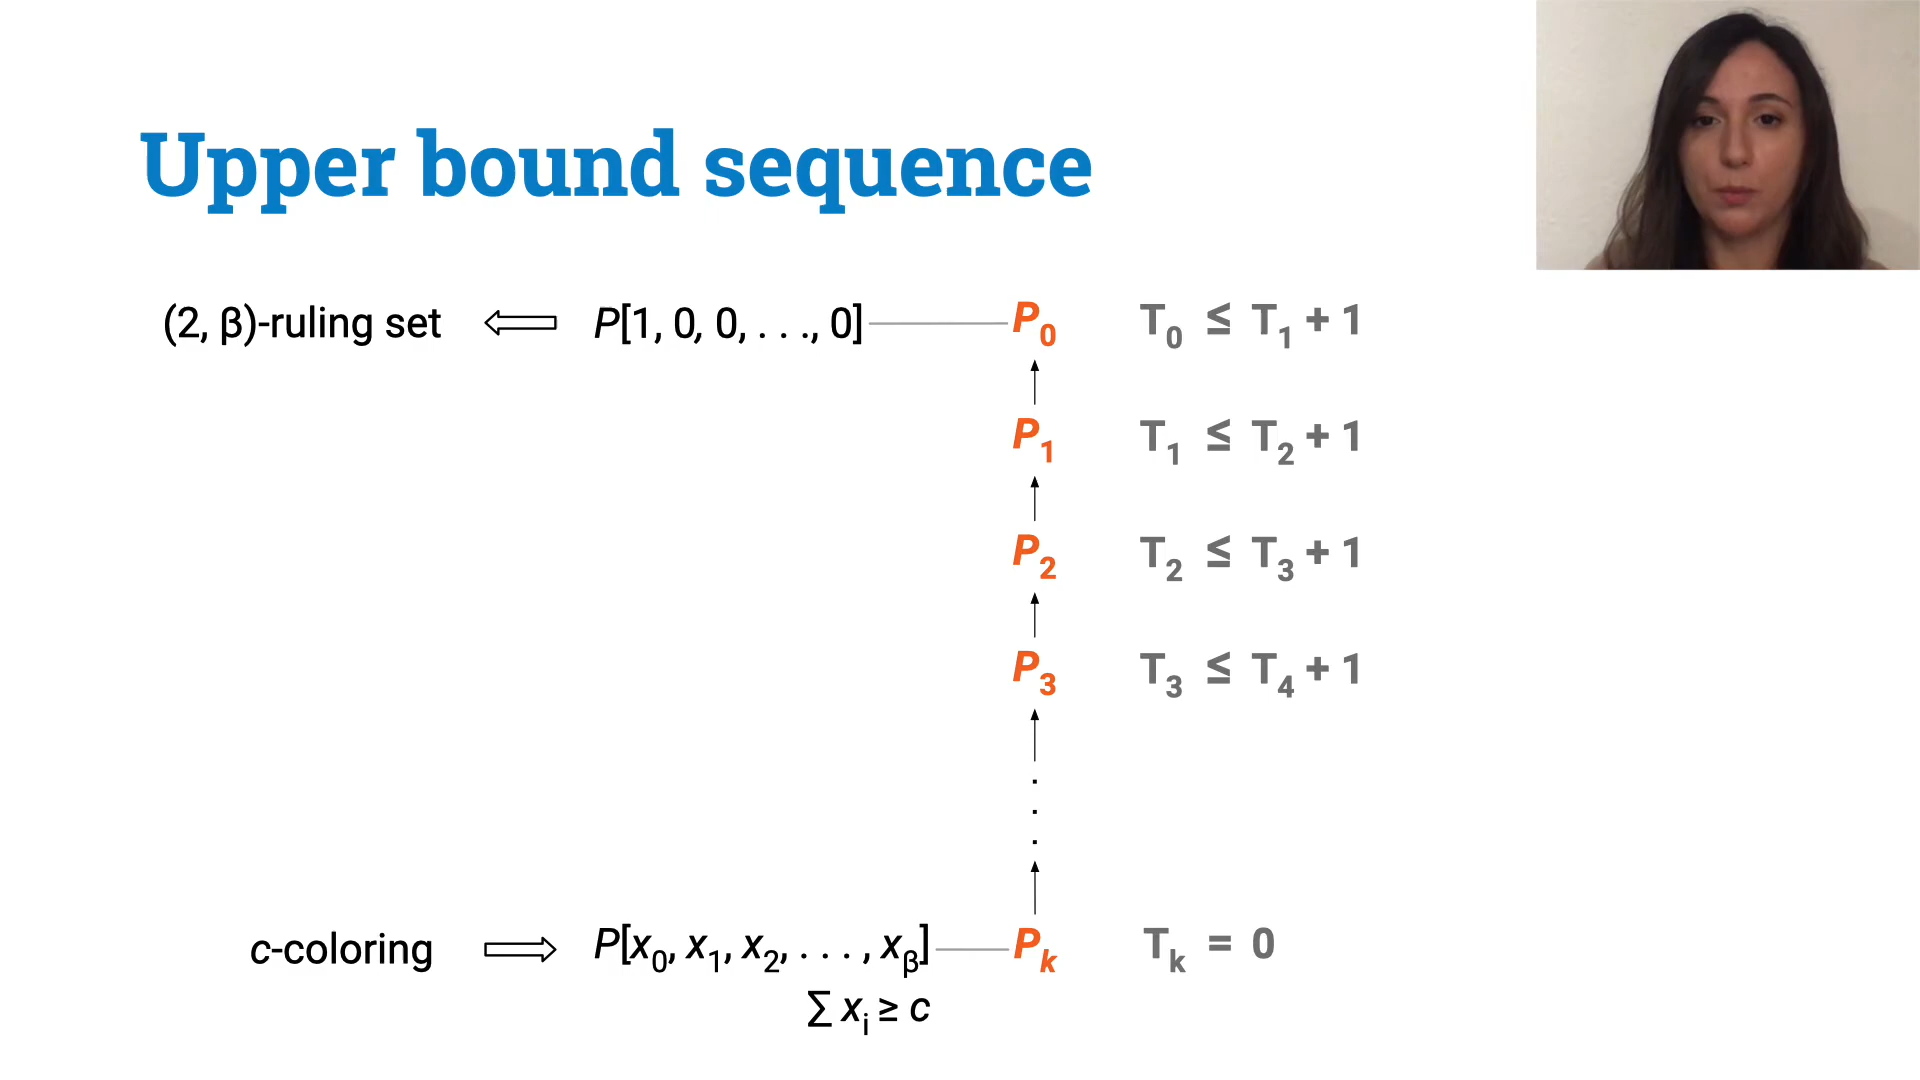 Upper bound sequence
(2, β)-ruling set ⇐ P[1, 0, 0, . . ., 0] P₀ T₀ ≤ T₁ + 1
P₁ T₁ ≤ T₂ + 1
P₂ T₂ ≤ T₃ + 1
P₃ T₃ ≤ T₄ + 1
.
.
.
c-coloring ⇒ P[x₀, x₁, x₂, . . . , xᵦ] Pₖ Tₖ = 0
∑ xᵢ ≥ c